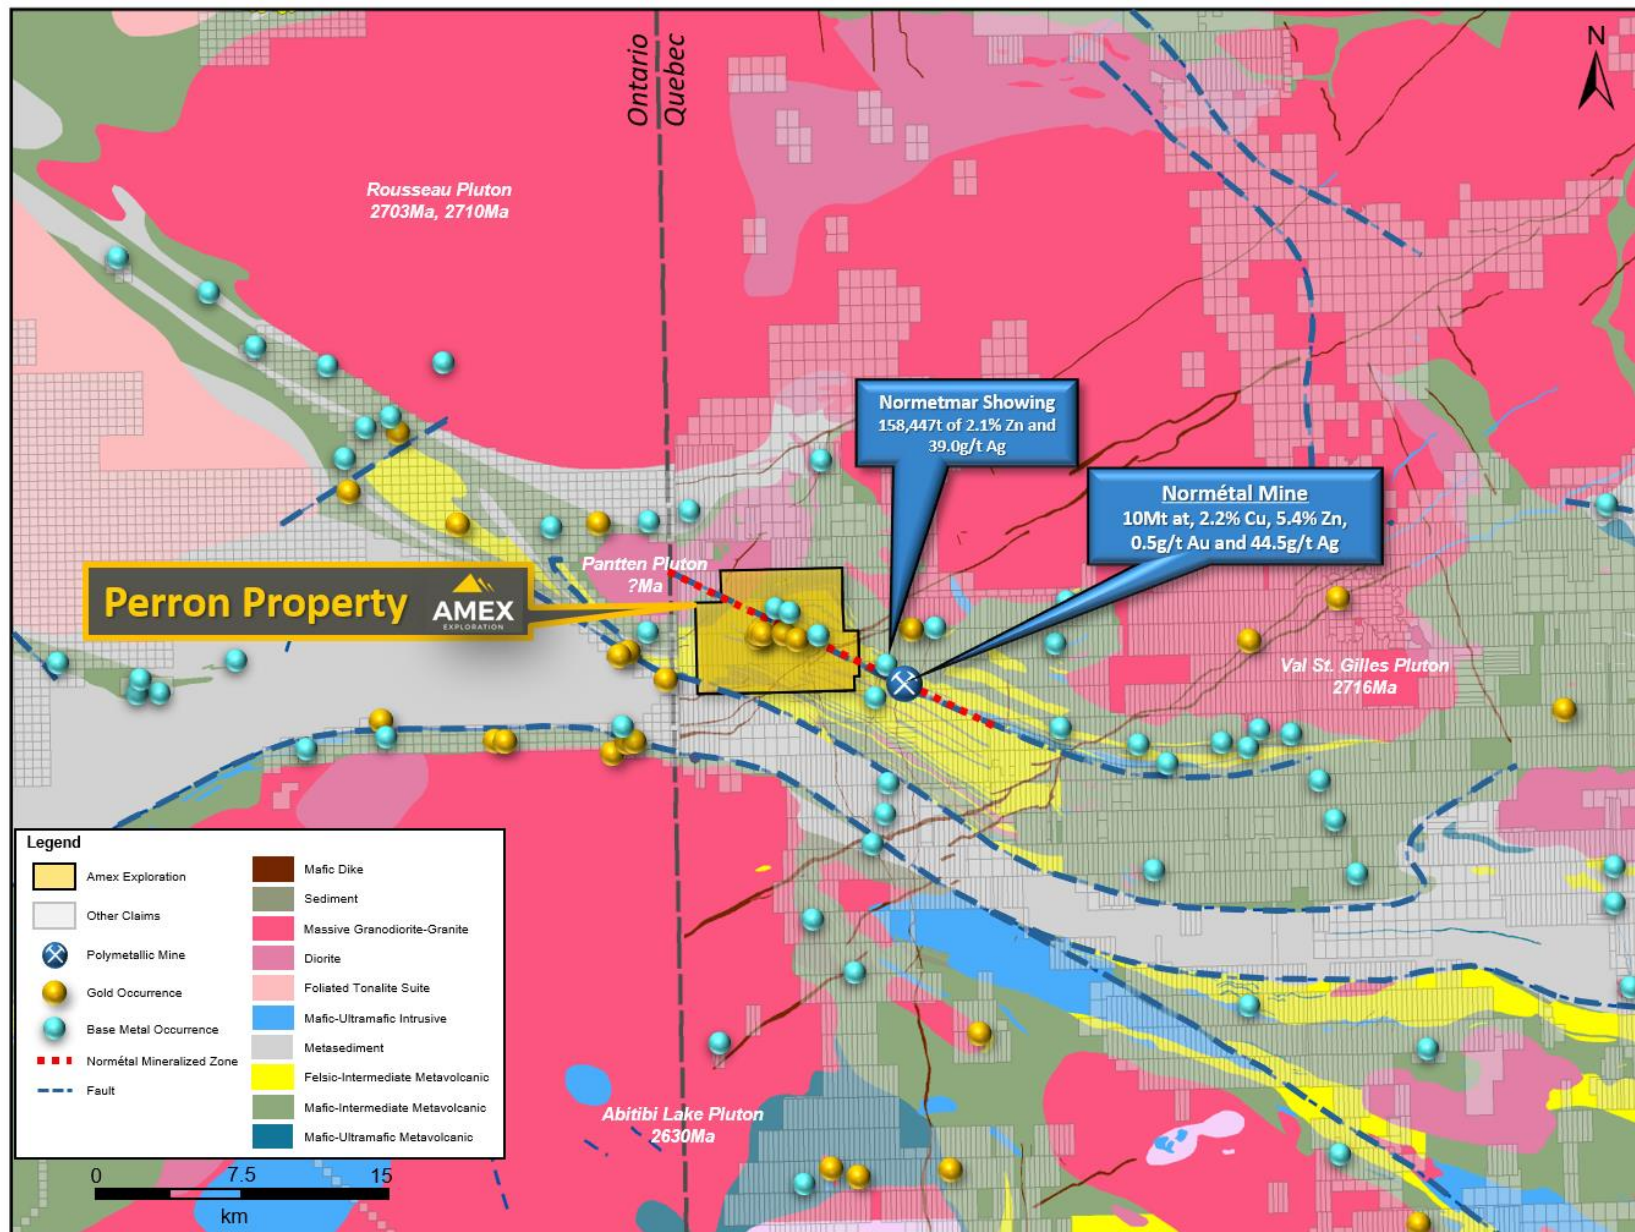 Ontario
Quebec
N
Rousseau Pluton
2703Ma, 2710Ma
Normetmar Showing
158,447t of 2.1% Zn and
39.0g/t Ag
Normétal Mine
10Mt at, 2.2% Cu, 5.4% Zn,
0.5g/t Au and 44.5g/t Ag
Pantten Pluton
?Ma
Perron Property
AMEX
EXPLORATION
Val St. Gilles Pluton
2716Ma
Abitibi Lake Pluton
2630Ma
Legend
Amex Exploration
Other Claims
Polymetallic Mine
Gold Occurrence
Base Metal Occurrence
Normétal Mineralized Zone
Fault
Mafic Dike
Sediment
Massive Granodiorite-Granite
Diorite
Foliated Tonalite Suite
Mafic-Ultramafic Intrusive
Metasediment
Felsic-Intermediate Metavolcanic
Mafic-Intermediate Metavolcanic
Mafic-Ultramafic Metavolcanic
0 7.5 15
km